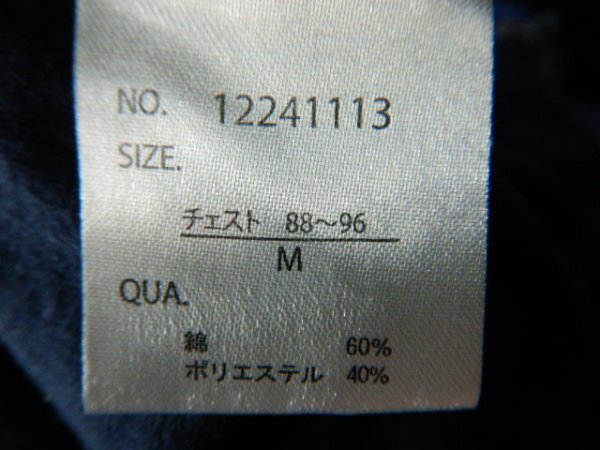 NO. 12241113
SIZE.
チェスト 88～96
M
QUA.
綿 60%
ポリエステル 40%